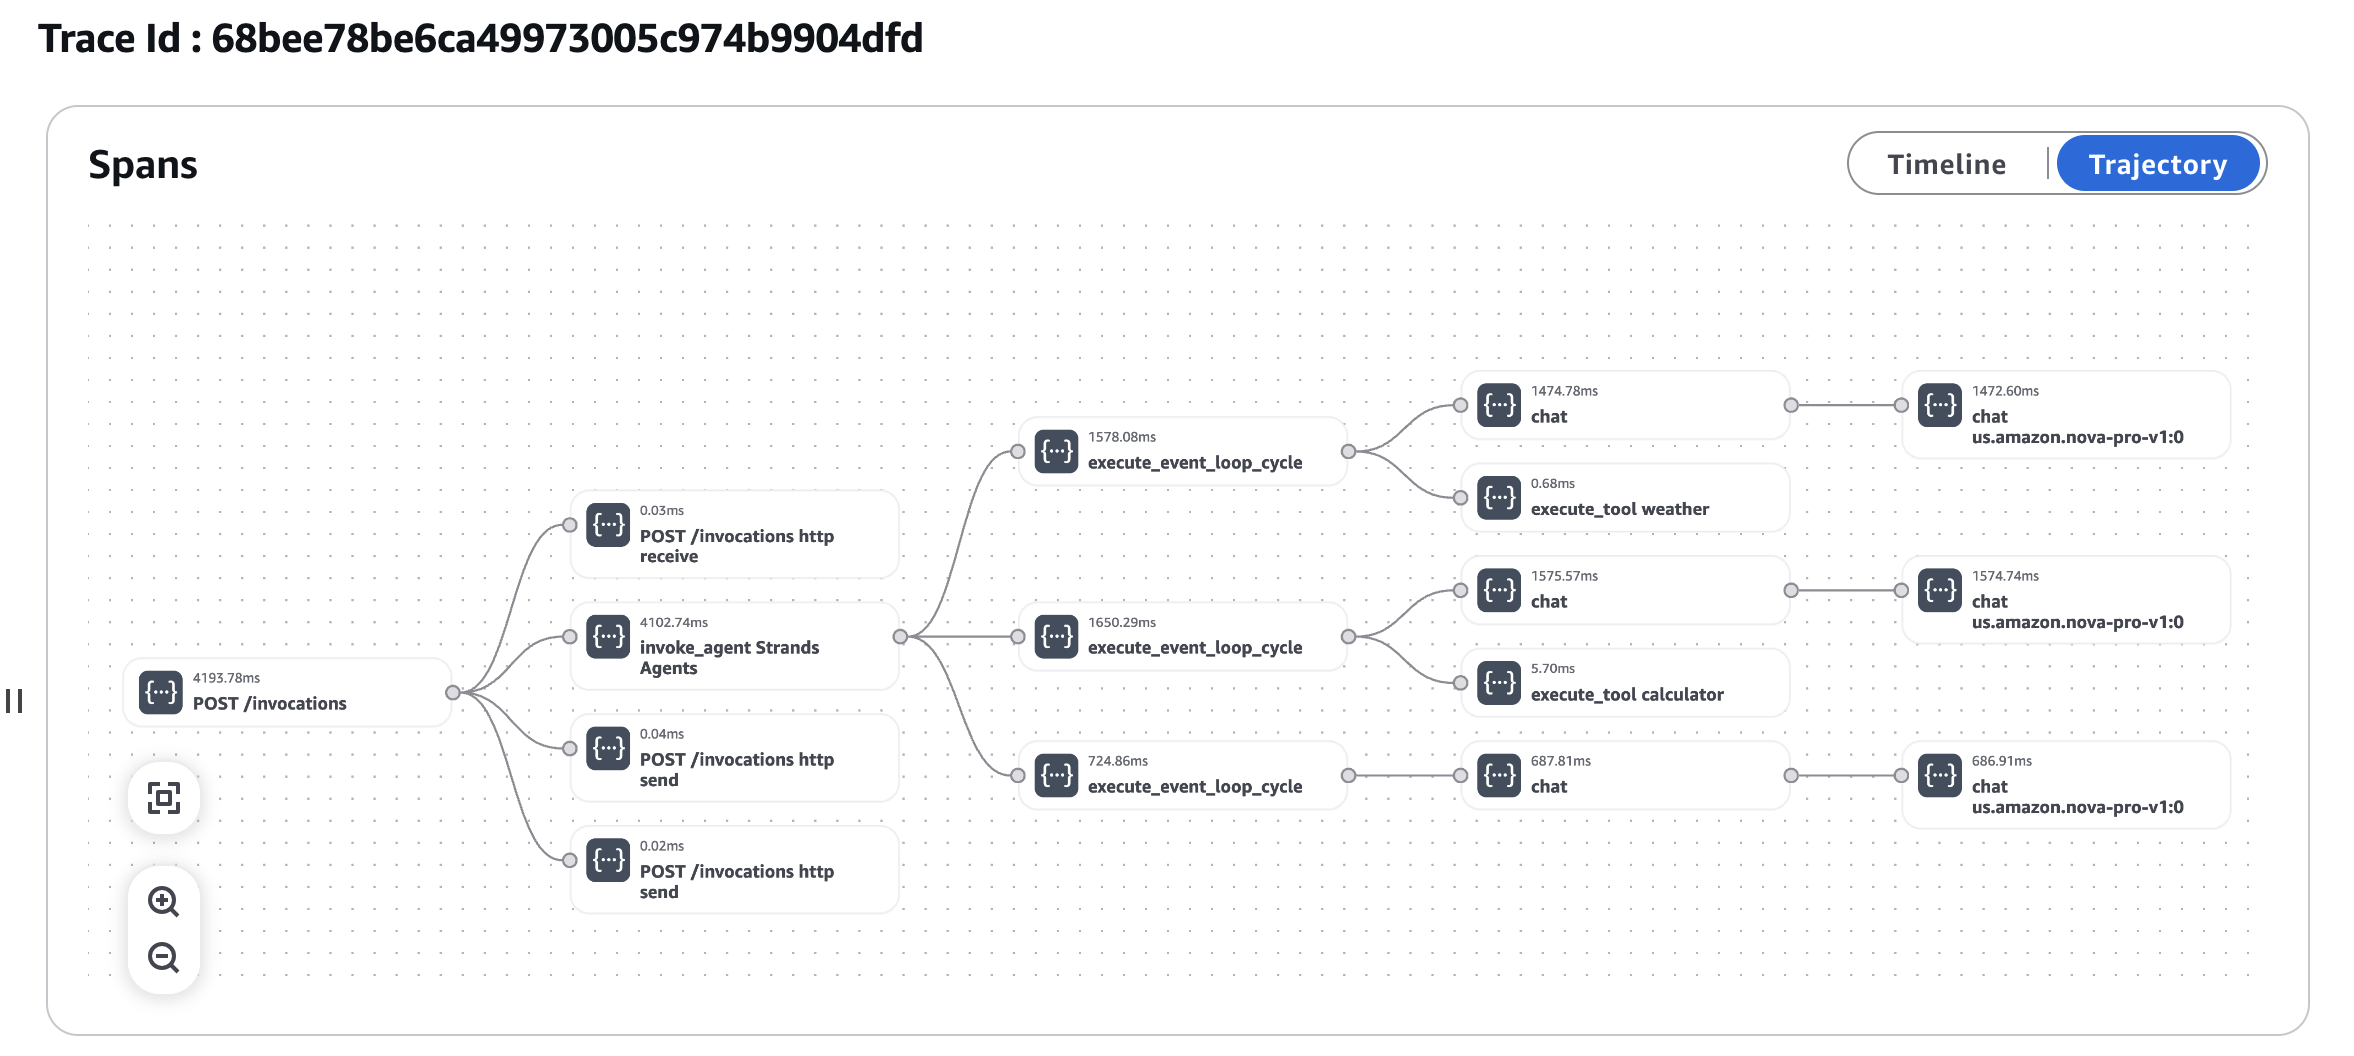 Trace Id : 68bee78be6ca49973005c974b9904dfd
Spans
Timeline
Trajectory
4193.78ms
POST /invocations
0.03ms
POST /invocations http
receive
4102.74ms
invoke_agent Strands
Agents
0.04ms
POST /invocations http
send
0.02ms
POST /invocations http
send
1578.08ms
execute_event_loop_cycle
1650.29ms
execute_event_loop_cycle
724.86ms
execute_event_loop_cycle
1474.78ms
chat
0.68ms
execute_tool weather
1575.57ms
chat
5.70ms
execute_tool calculator
687.81ms
chat
1472.60ms
chat
us.amazon.nova-pro-v1:0
1574.74ms
chat
us.amazon.nova-pro-v1:0
686.91ms
chat
us.amazon.nova-pro-v1:0